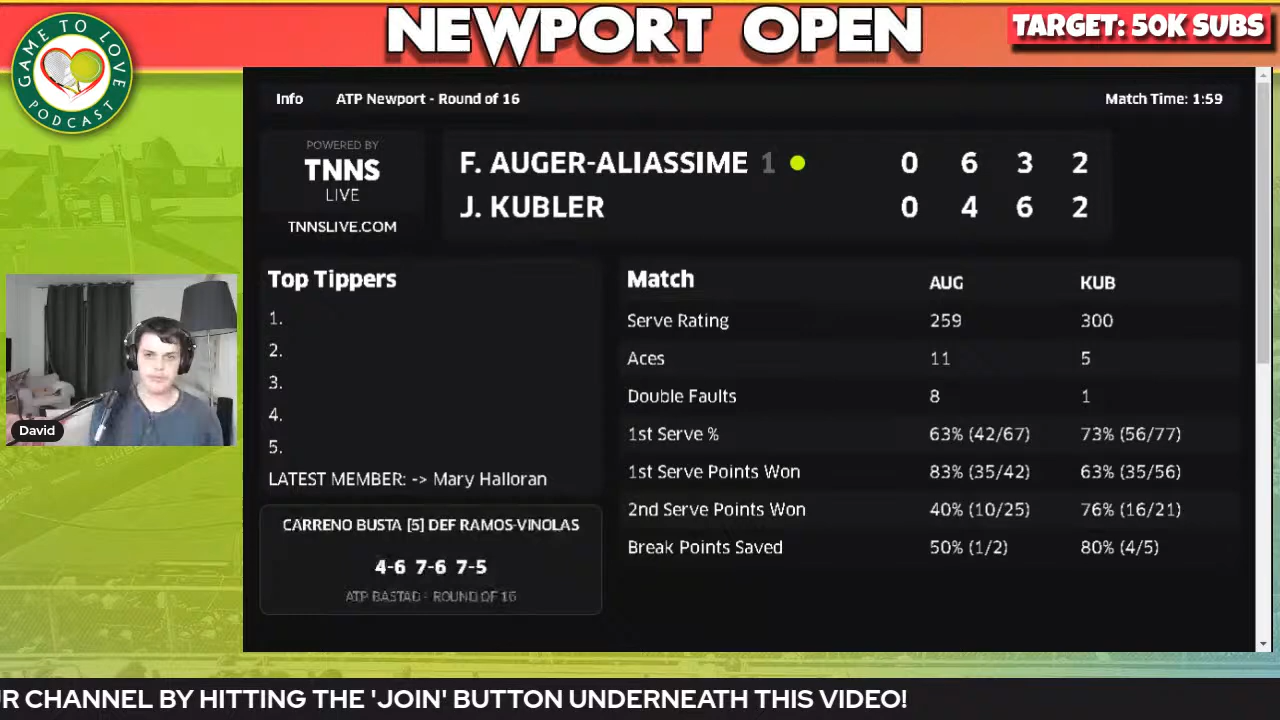 GAME TO LOVE
PODCAST
NEWPORT OPEN
TARGET: 50K SUBS
Info ATP Newport - Round of 16 Match Time: 1:59
POWERED BY
TNNS
LIVE
TNNSLIVE.COM
F. AUGER-ALIASSIME 1 0 6 3 2
J. KUBLER 0 4 6 2
Top Tippers
1.
2.
3.
4.
5.
LATEST MEMBER: -> Mary Halloran
CARRENO BUSTA [5] DEF RAMOS-VINOLAS
4-6 7-6 7-5
ATP BASTAD - ROUND OF 16
Match AUG KUB
Serve Rating 259 300
Aces 11 5
Double Faults 8 1
1st Serve % 63% (42/67) 73% (56/77)
1st Serve Points Won 83% (35/42) 63% (35/56)
2nd Serve Points Won 40% (10/25) 76% (16/21)
Break Points Saved 50% (1/2) 80% (4/5)
David
UR CHANNEL BY HITTING THE 'JOIN' BUTTON UNDERNEATH THIS VIDEO!